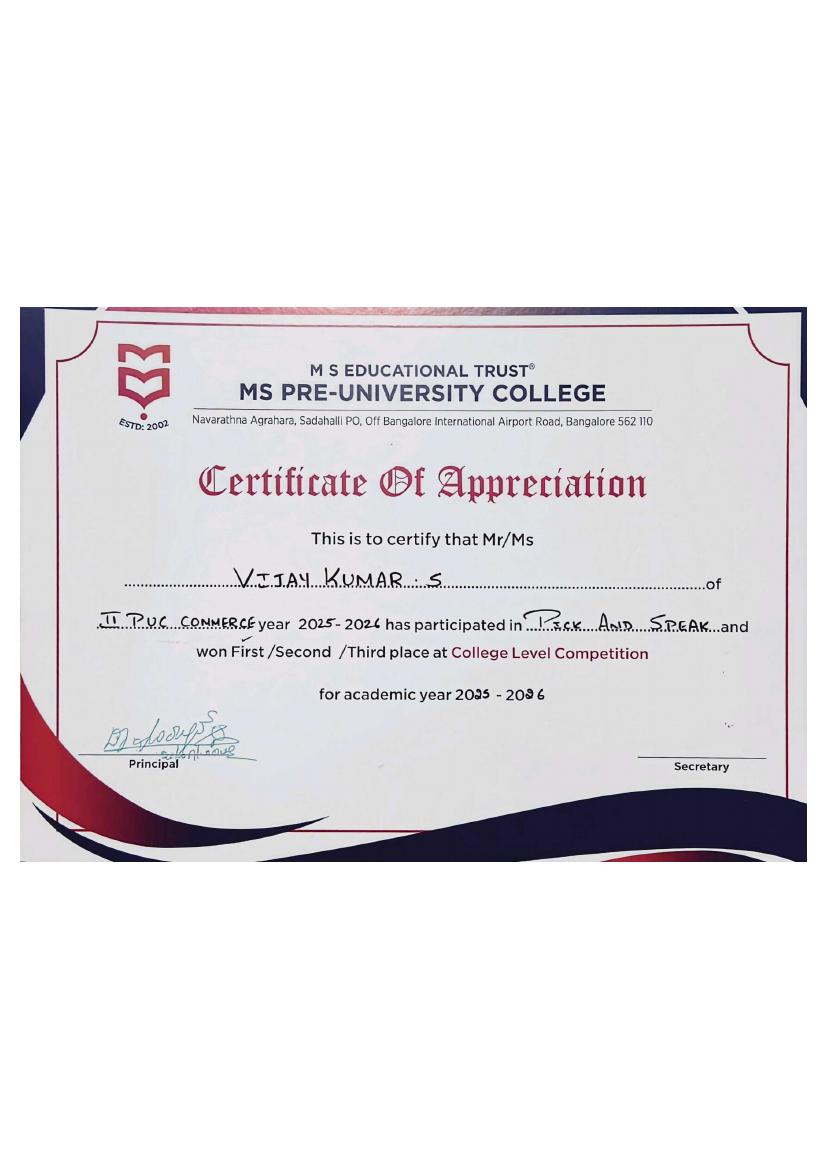 M S EDUCATIONAL TRUST®
MS PRE-UNIVERSITY COLLEGE
ESTD: 2002
Navarathna Agrahara, Sadahalli PO, Off Bangalore International Airport Road, Bangalore 562 110
Certificate Of Appreciation
This is to certify that Mr/Ms
VIJAY KUMAR . S of
II PUC COMMERCE year 2025-2026 has participated in PICK AND SPEAK and
won First /Second /Third place at College Level Competition
for academic year 2025 - 2026
Principal
Secretary